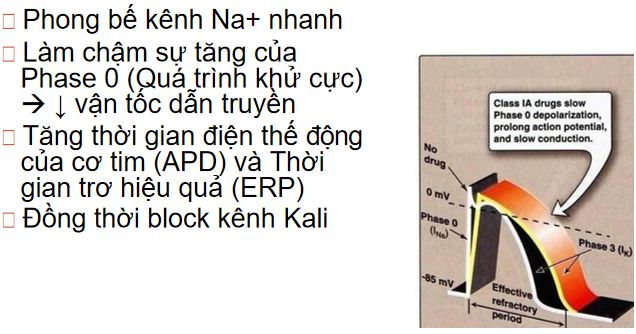 Phong bế kênh Na+ nhanh
Làm chậm sự tăng của
Phase 0 (Quá trình khử cực)
→ ↓ vận tốc dẫn truyền
Tăng thời gian điện thế động
của cơ tim (APD) và Thời
gian trơ hiệu quả (ERP)
Đồng thời block kênh Kali
Class IA drugs slow
Phase 0 depolarization,
prolong action potential,
and slow conduction.
No
drug
0 mV
Phase 0
(INa)
Phase 3 (IK)
-85 mV
Effective
refractory
period